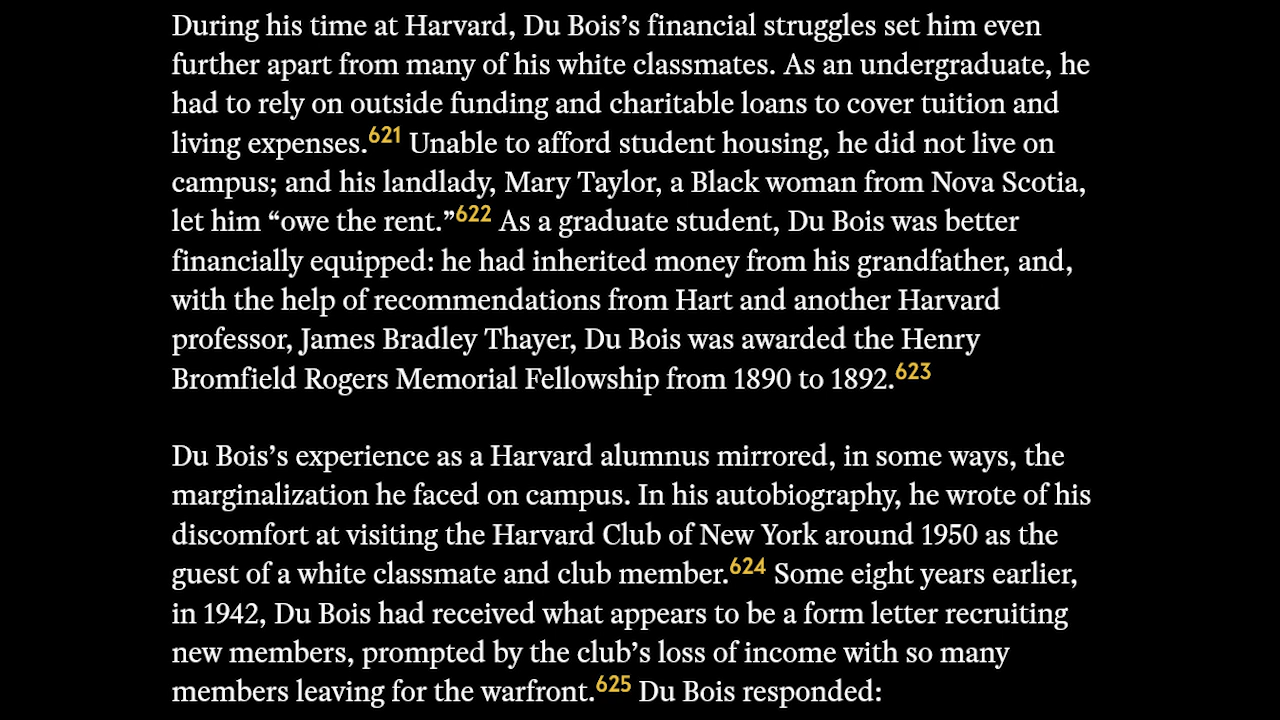 During his time at Harvard, Du Bois’s financial struggles set him even
further apart from many of his white classmates. As an undergraduate, he
had to rely on outside funding and charitable loans to cover tuition and
living expenses.621 Unable to afford student housing, he did not live on
campus; and his landlady, Mary Taylor, a Black woman from Nova Scotia,
let him “owe the rent.”622 As a graduate student, Du Bois was better
financially equipped: he had inherited money from his grandfather, and,
with the help of recommendations from Hart and another Harvard
professor, James Bradley Thayer, Du Bois was awarded the Henry
Bromfield Rogers Memorial Fellowship from 1890 to 1892.623
Du Bois’s experience as a Harvard alumnus mirrored, in some ways, the
marginalization he faced on campus. In his autobiography, he wrote of his
discomfort at visiting the Harvard Club of New York around 1950 as the
guest of a white classmate and club member.624 Some eight years earlier,
in 1942, Du Bois had received what appears to be a form letter recruiting
new members, prompted by the club’s loss of income with so many
members leaving for the warfront.625 Du Bois responded: